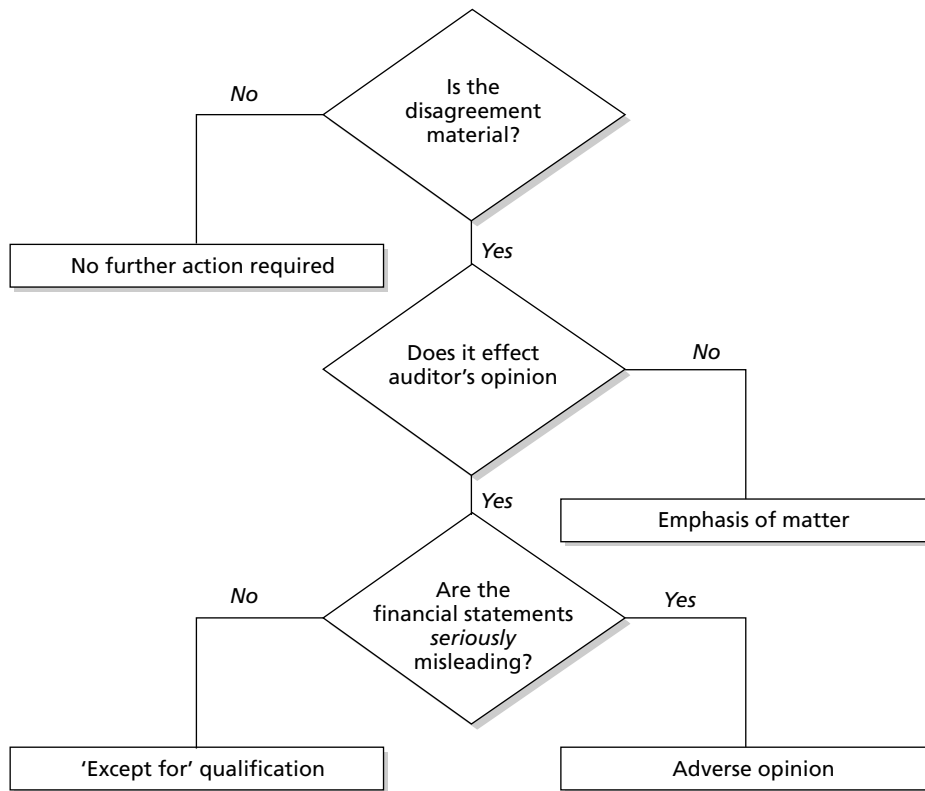 Is the
disagreement
material?
No
No further action required
Yes
Does it effect
auditor's opinion
No
Emphasis of matter
Yes
Are the
financial statements
seriously
misleading?
No
Yes
'Except for' qualification
Adverse opinion